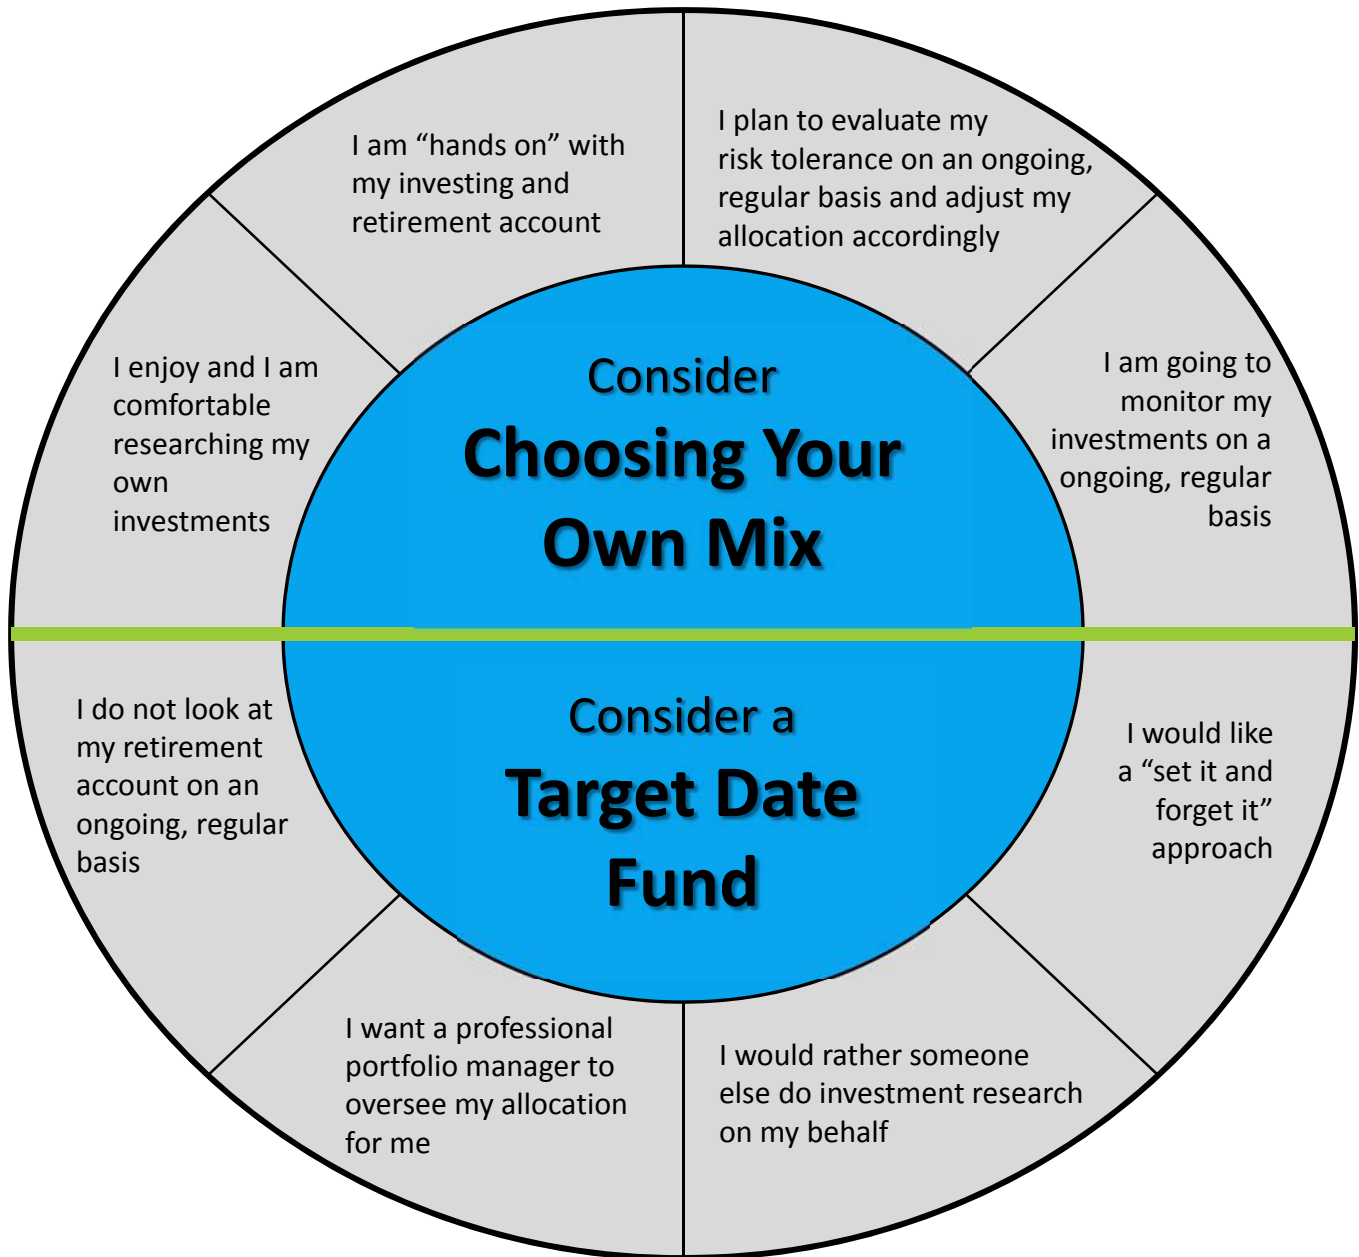 I am “hands on” with
my investing and
retirement account
I plan to evaluate my
risk tolerance on an ongoing,
regular basis and adjust my
allocation accordingly
I enjoy and I am
comfortable
researching my
own
investments
Consider
Choosing Your
Own Mix
I am going to
monitor my
investments on a
ongoing, regular
basis
I do not look at
my retirement
account on an
ongoing, regular
basis
Consider a
Target Date
Fund
I would like
a “set it and
forget it”
approach
I want a professional
portfolio manager to
oversee my allocation
for me
I would rather someone
else do investment research
on my behalf